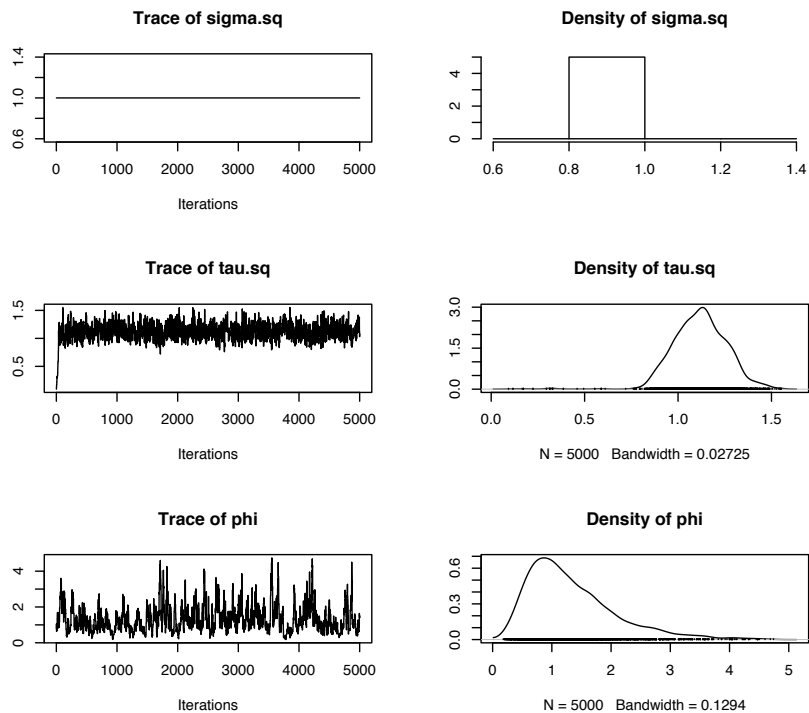 Trace of sigma.sq
1.4
1.0
0.6
0 1000 2000 3000 4000 5000
Iterations
Density of sigma.sq
4
2
0
0.6 0.8 1.0 1.2 1.4
Trace of tau.sq
1.5
0.5
0 1000 2000 3000 4000 5000
Iterations
Density of tau.sq
3.0
1.5
0.0
0.0 0.5 1.0 1.5
N = 5000 Bandwidth = 0.02725
Trace of phi
4
2
0
0 1000 2000 3000 4000 5000
Iterations
Density of phi
0.6
0.3
0.0
0 1 2 3 4 5
N = 5000 Bandwidth = 0.1294